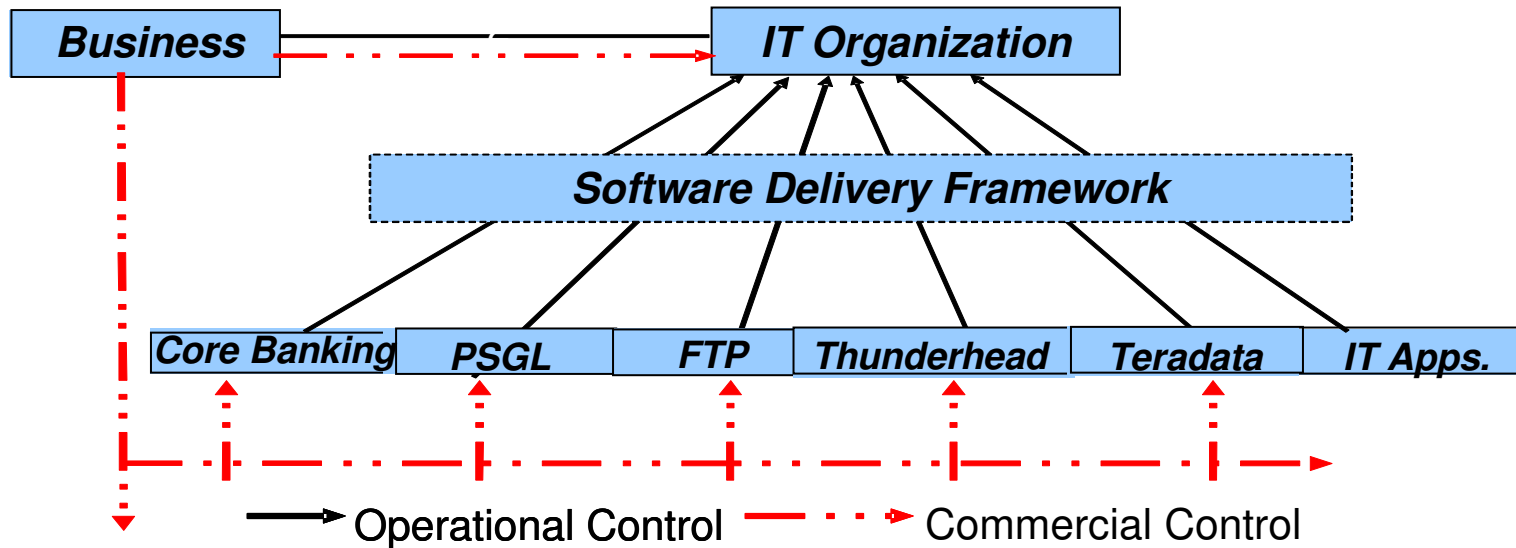 Business
IT Organization
Software Delivery Framework
Core Banking
PSGL
FTP
Thunderhead
Teradata
IT Apps.
Operational Control
Commercial Control